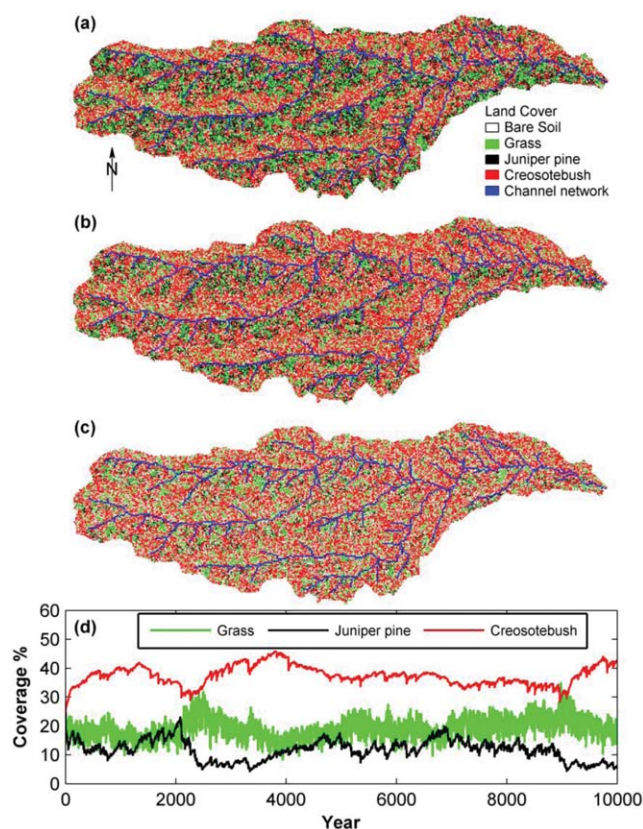 (a)
Land Cover
Bare Soil
Grass
Juniper pine
Creosotebush
Channel network
N
(b)
(c)
(d)
Grass Juniper pine Creosotebush
Coverage %
60
50
40
30
20
10
0
0 2000 4000 6000 8000 10000
Year